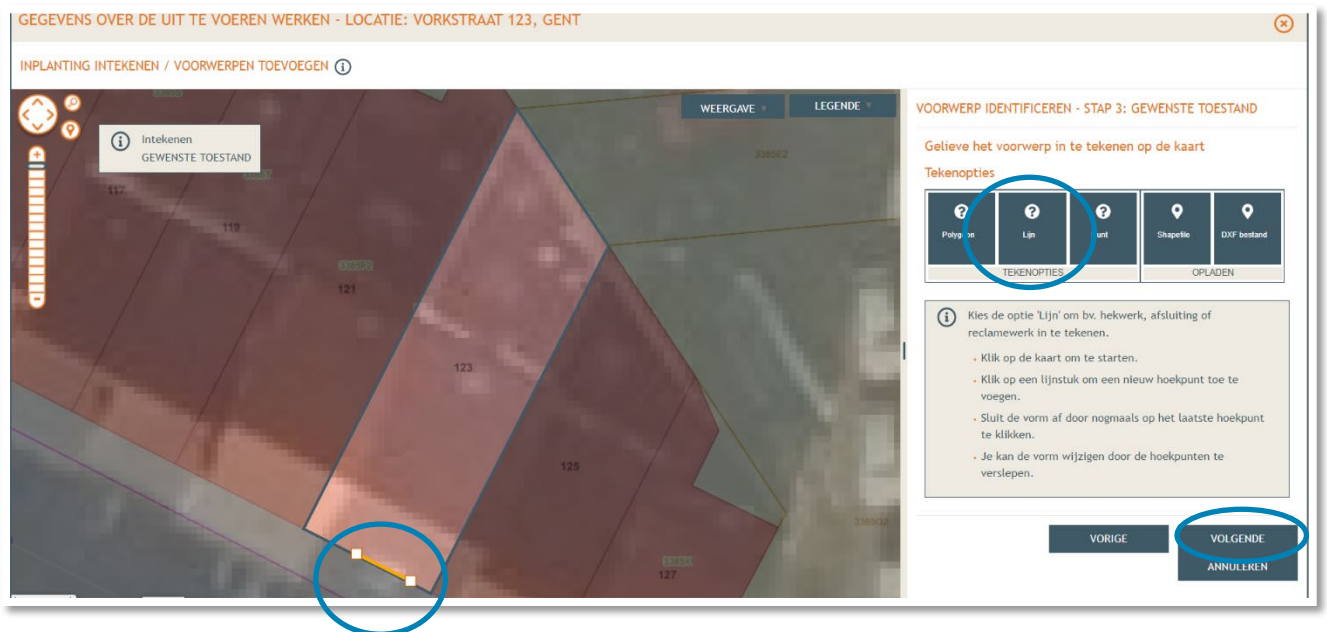 GEGEVENS OVER DE UIT TE VOEREN WERKEN - LOCATIE: VORKSTRAAT 123, GENT
INPLANTING INTEKENEN / VOORWERPEN TOEVOEGEN
WEERGAVE
LEGENDE
Intekenen
GEWENSTE TOESTAND
117
119
121
123
125
127
VOORWERP IDENTIFICEREN - STAP 3: GEWENSTE TOESTAND
Gelieve het voorwerp in te tekenen op de kaart
Tekenopties
Lijn
Shapefile
DXF bestand
TEKENOPTIES
OPLADEN
Kies de optie 'Lijn' om bv. hekwerk, afsluiting of
reclamewerk in te tekenen.
Klik op de kaart om te starten.
Klik op een lijnstuk om een nieuw hoekpunt toe te
voegen.
Sluit de vorm af door nogmaals op het laatste hoekpunt
te klikken.
Je kan de vorm wijzigen door de hoekpunten te
verslepen.
VORIGE
VOLGENDE
ANNULEREN